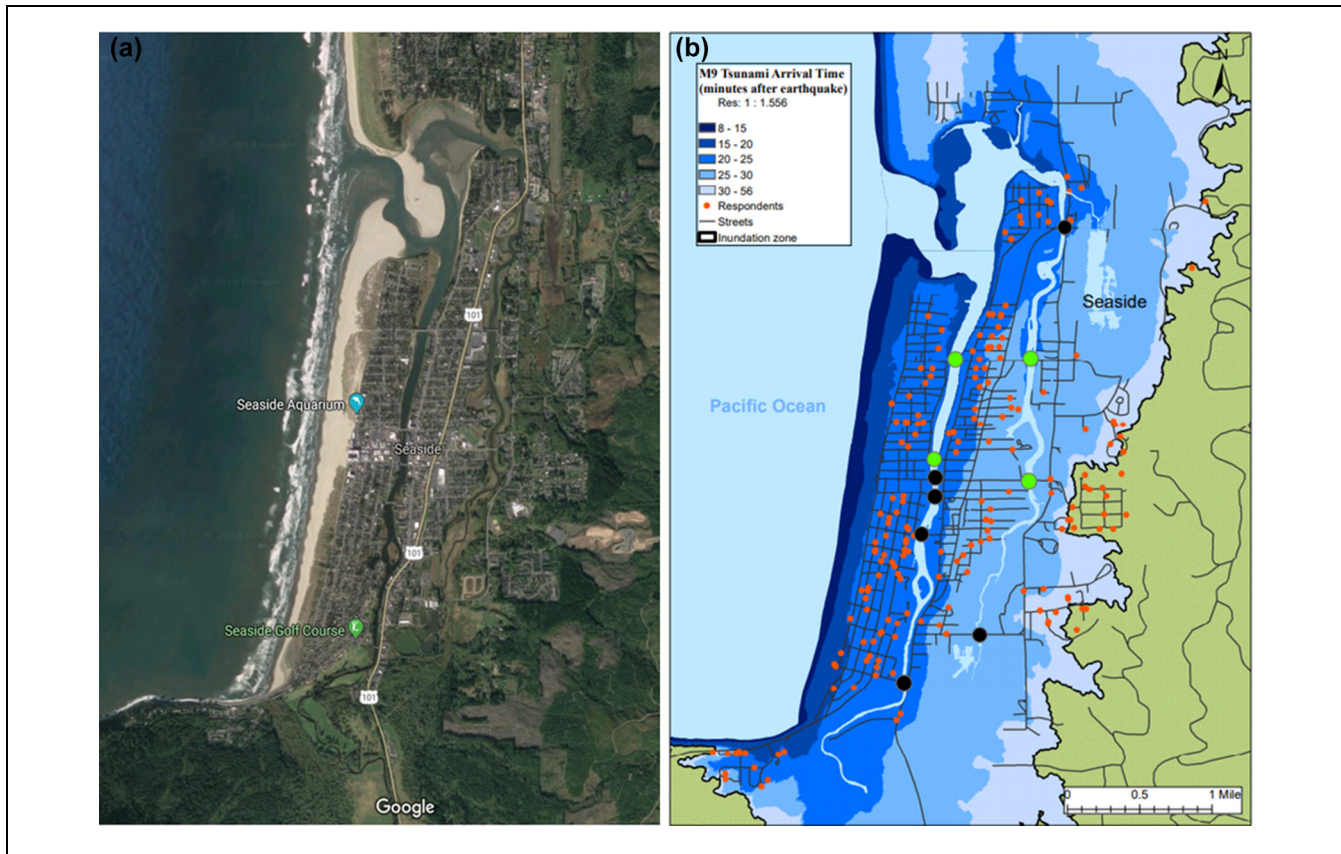 (a)
101
Seaside Aquarium
Seaside
101
Seaside Golf Course
101
Google
(b)
M9 Tsunami Arrival Time
(minutes after earthquake)
Res: 1 : 1.556
8 - 15
15 - 20
20 - 25
25 - 30
30 - 56
Respondents
Streets
Inundation zone
N
Seaside
Pacific Ocean
0 0.5 1 Mile